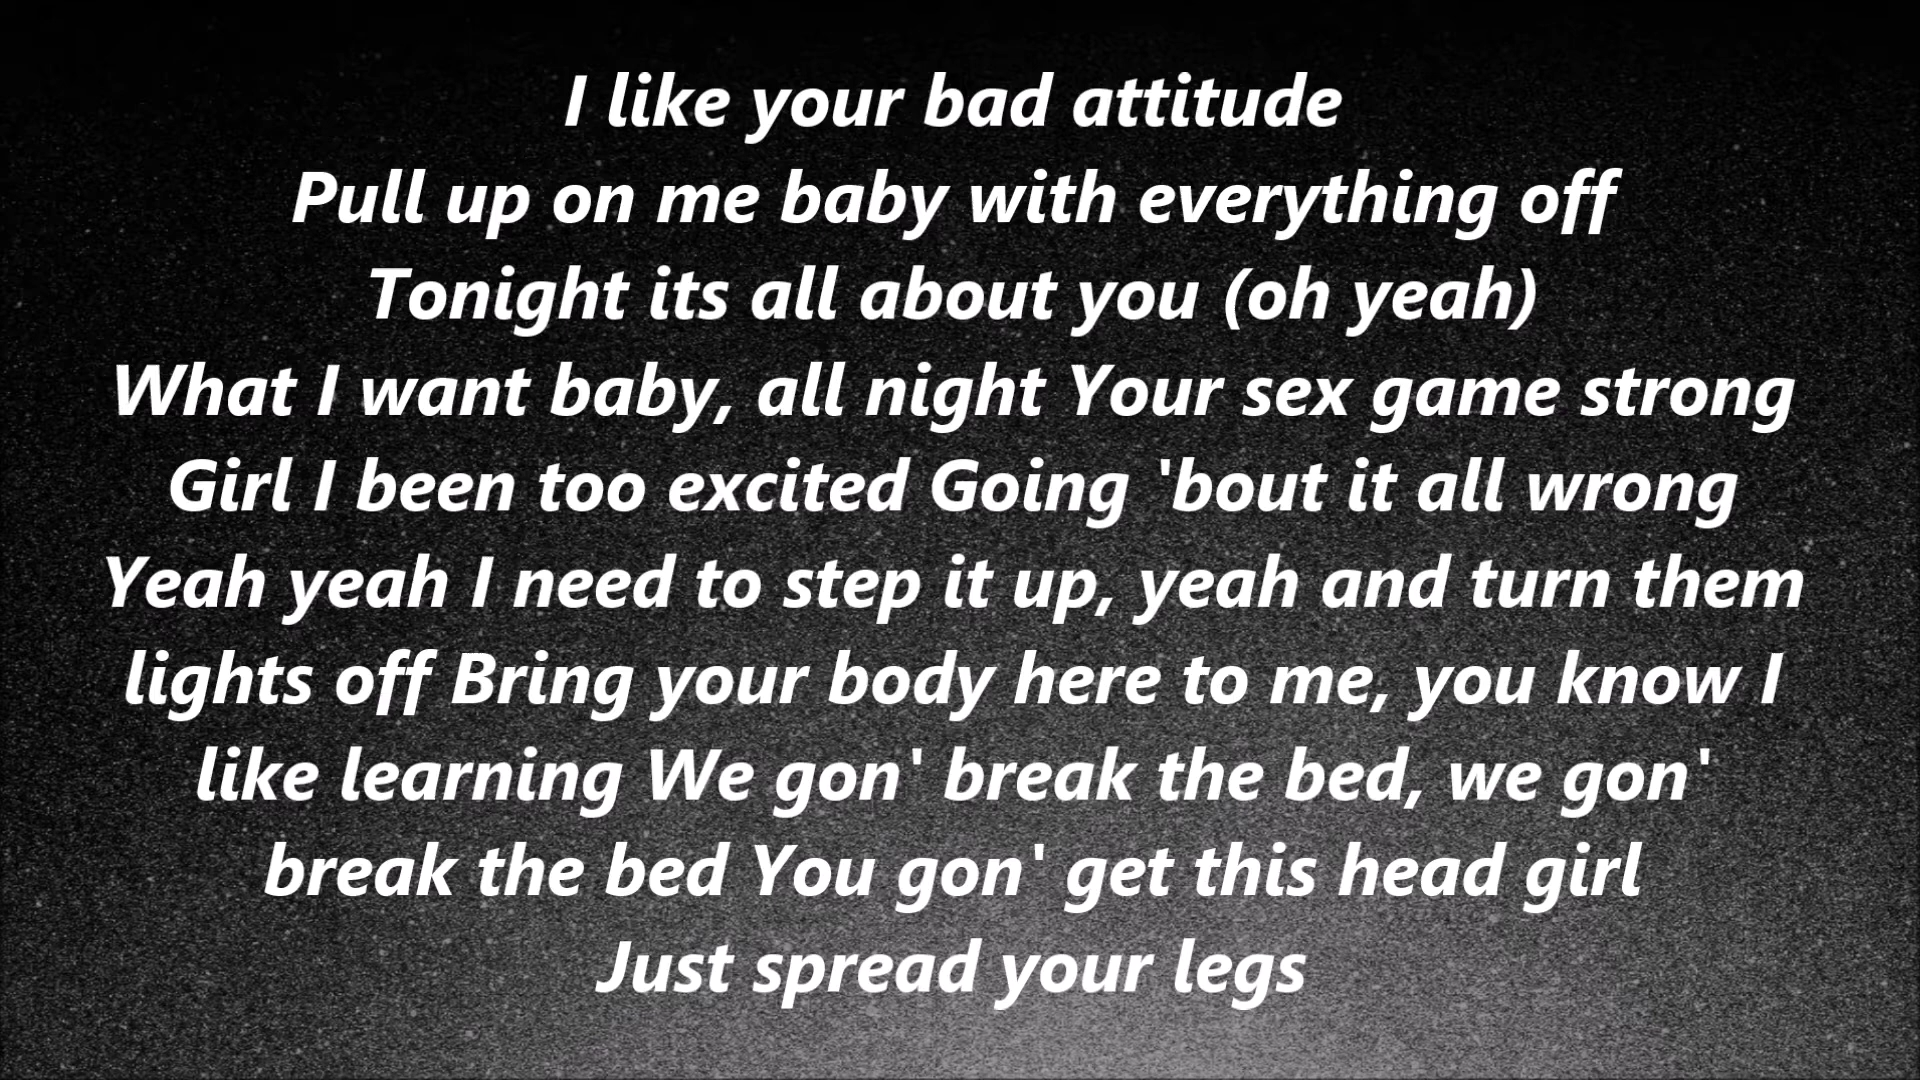 I like your bad attitude
Pull up on me baby with everything off
Tonight its all about you (oh yeah)
What I want baby, all night Your sex game strong
Girl I been too excited Going 'bout it all wrong
Yeah yeah I need to step it up, yeah and turn them
lights off Bring your body here to me, you know I
like learning We gon' break the bed, we gon'
break the bed You gon' get this head girl
Just spread your legs